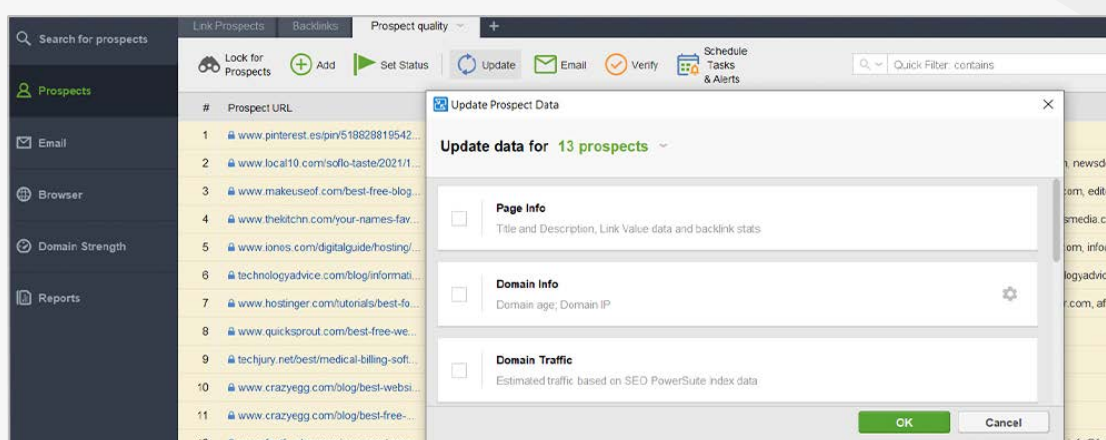 Link Prospects Backlinks Prospect quality +
Search for prospects
Prospects
Email
Browser
Domain Strength
Reports
Look for Prospects
Add
Set Status
Update
Email
Verify
Schedule
Tasks
& Alerts
Quick Filter: contains
# Prospect URL
1 www.pinterest.es/pin/518828819542...
2 www.local10.com/soflo-taste/2021/1...
3 www.makeuseof.com/best-free-blog...
4 www.thekitchn.com/your-names-fav...
5 www.ionos.com/digitalguide/hosting/...
6 technologyadvice.com/blog/informati...
7 www.hostinger.com/tutorials/best-fo...
8 www.quicksprout.com/best-free-we...
9 techjury.net/best/medical-billing-soft...
10 www.crazyegg.com/blog/best-websi...
11 www.crazyegg.com/blog/best-free-...
Update Prospect Data
Update data for 13 prospects
Page Info
Title and Description, Link Value data and backlink stats
Domain Info
Domain age; Domain IP
Domain Traffic
Estimated traffic based on SEO PowerSuite index data
OK Cancel